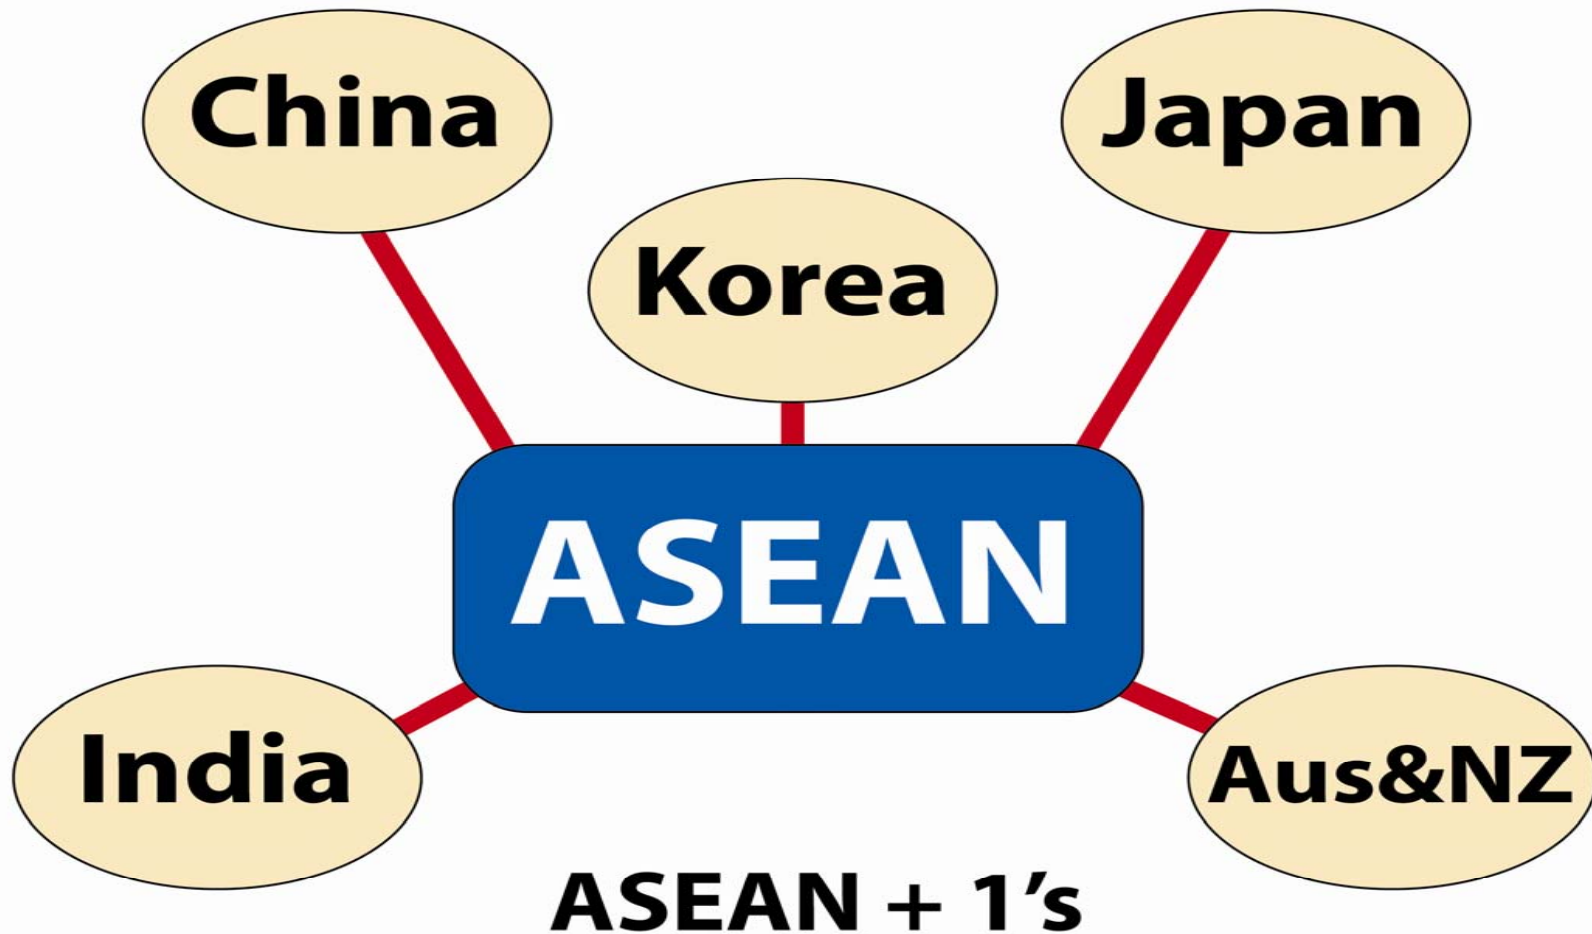 China
Japan
Korea
ASEAN
India
Aus&NZ
ASEAN + 1’s